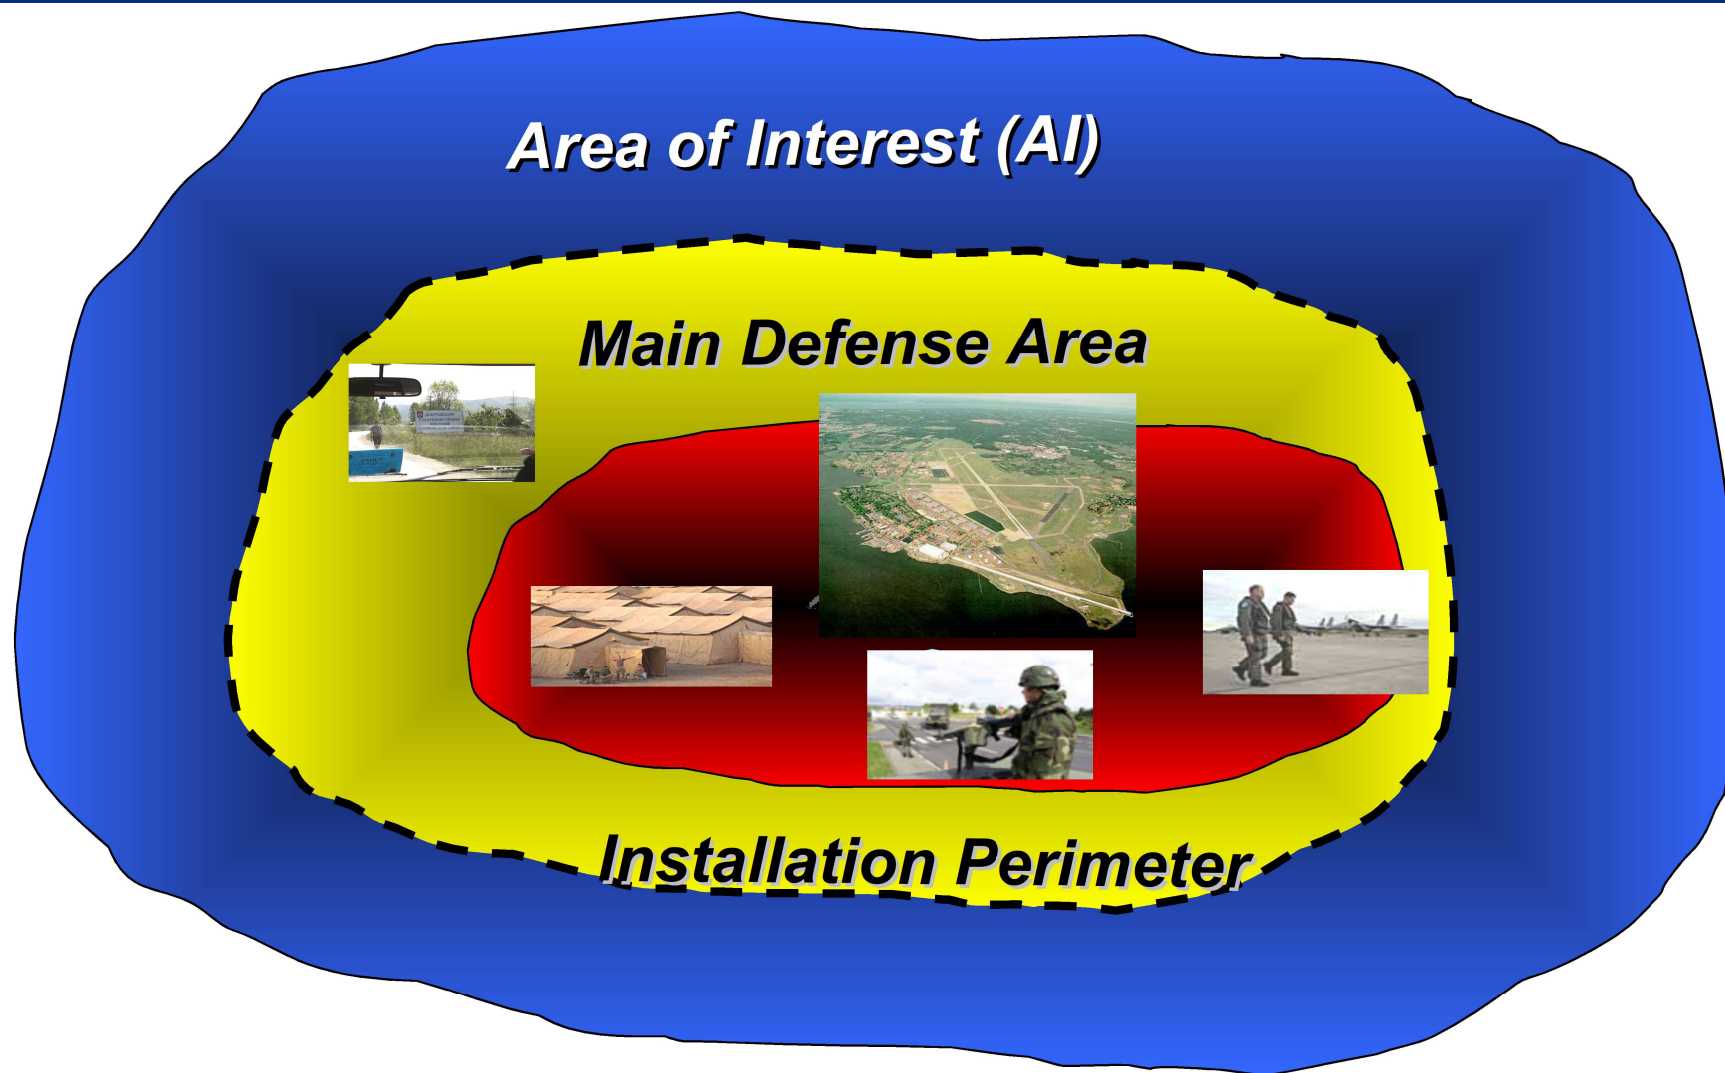 Area of Interest (AI)
Main Defense Area
Installation Perimeter